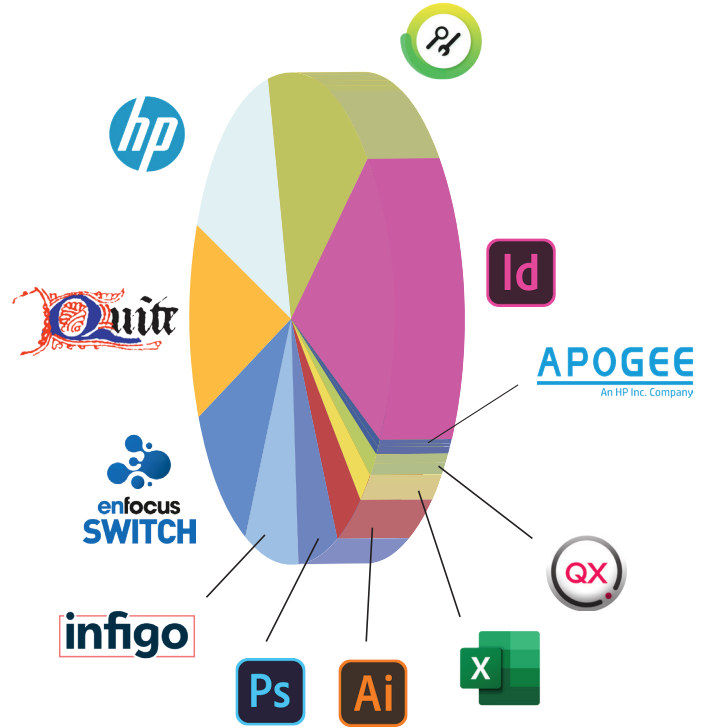 hp
Id
Quite
APOGEE
An HP Inc. Company
enfocus
SWITCH
QX
infigo
X
Ps
Ai